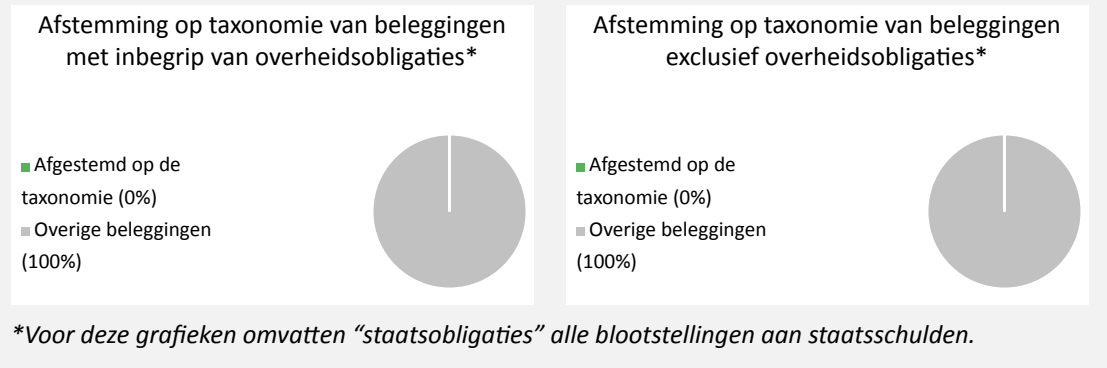 Afstemming op taxonomie van beleggingen
met inbegrip van overheidsobligaties*
Afgestemd op de
taxonomie (0%)
Overige beleggingen
(100%)
Afstemming op taxonomie van beleggingen
exclusief overheidsobligaties*
Afgestemd op de
taxonomie (0%)
Overige beleggingen
(100%)
*Voor deze grafieken omvatten “staatsobligaties” alle blootstellingen aan staatsschulden.